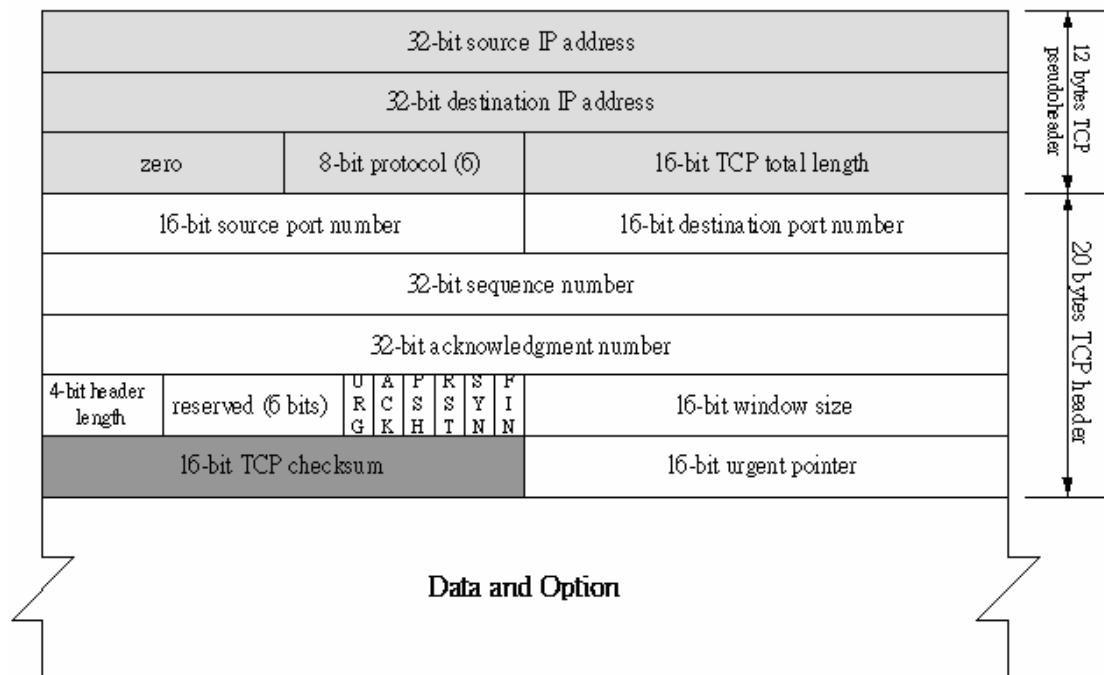 32-bit source IP address
32-bit destination IP address
zero
8-bit protocol (6)
16-bit TCP total length
12 bytes TCP
pseudoheader
16-bit source port number
16-bit destination port number
32-bit sequence number
32-bit acknowledgment number
4-bit header
length
reserved (6 bits)
URG
ACK
PSH
RST
SYN
FIN
16-bit window size
16-bit TCP checksum
16-bit urgent pointer
20 bytes TCP header
Data and Option